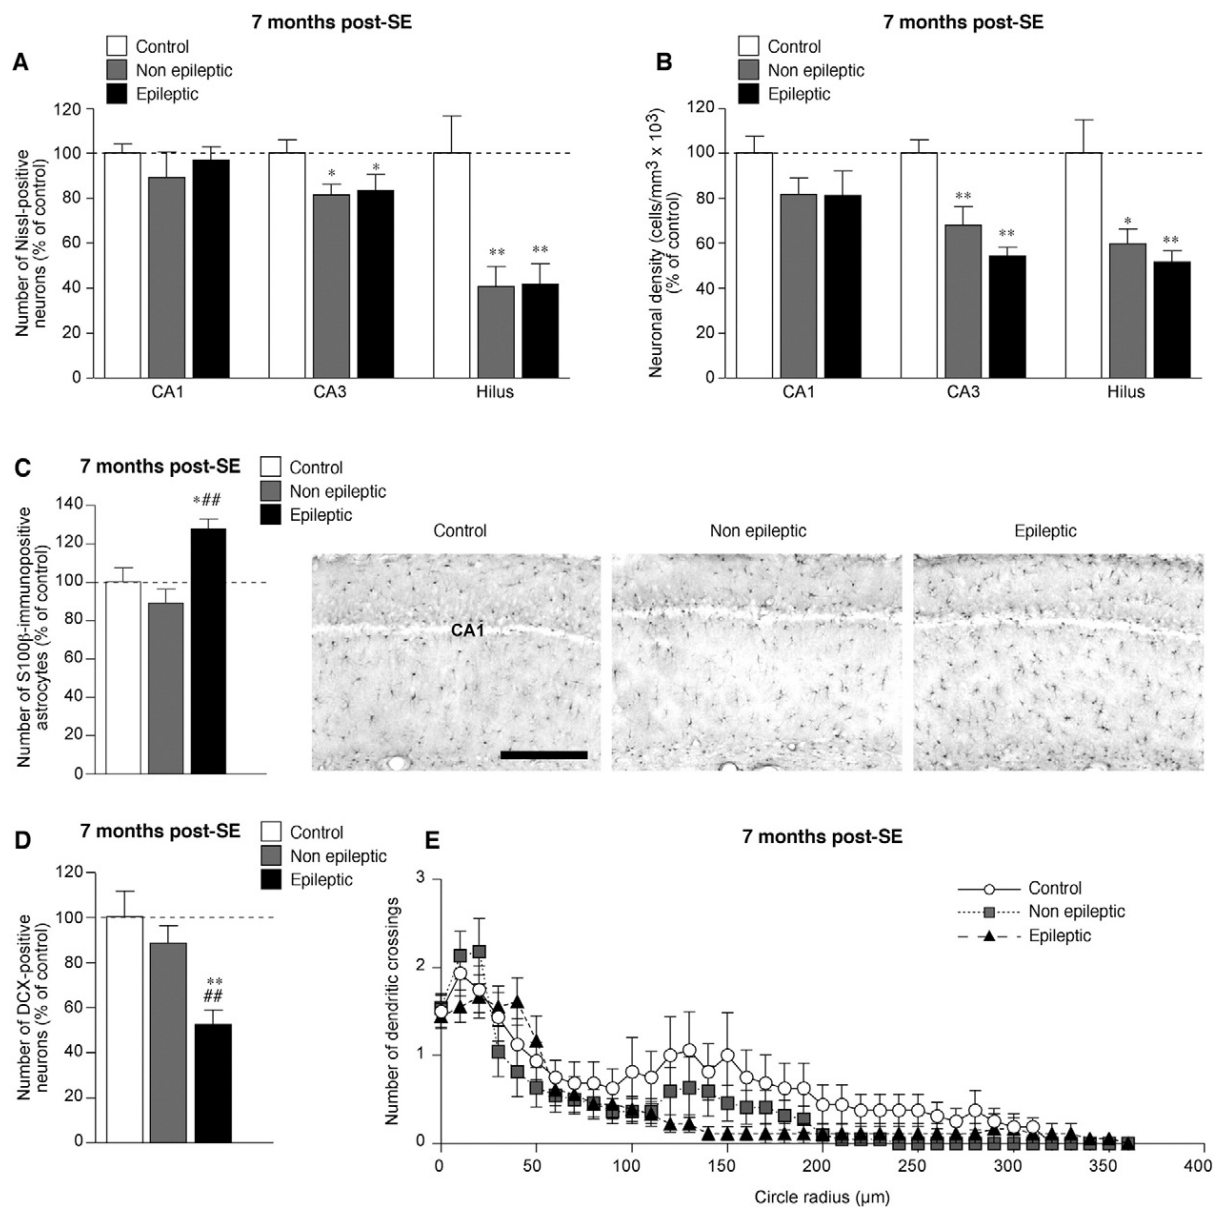 7 months post-SE
A
Control
Non epileptic
Epileptic
Number of Nissl-positive
neurons (% of control)
120
100
80
60
40
20
0
* * ** **
CA1 CA3 Hilus
7 months post-SE
B
Control
Non epileptic
Epileptic
Neuronal density (cells/mm3 x 103)
(% of control)
120
100
80
60
40
20
0
** ** * **
CA1 CA3 Hilus
C
7 months post-SE
Control
Non epileptic
Epileptic
Number of S100β-immunopositive
astrocytes (% of control)
140
120
100
80
60
40
20
0
*##
Control Non epileptic Epileptic
CA1
D
7 months post-SE
Control
Non epileptic
Epileptic
Number of DCX-positive
neurons (% of control)
120
100
80
60
40
20
0
**
##
E
7 months post-SE
Control
Non epileptic
Epileptic
Number of dendritic crossings
3
2
1
0
0 50 100 150 200 250 300 350 400
Circle radius (µm)